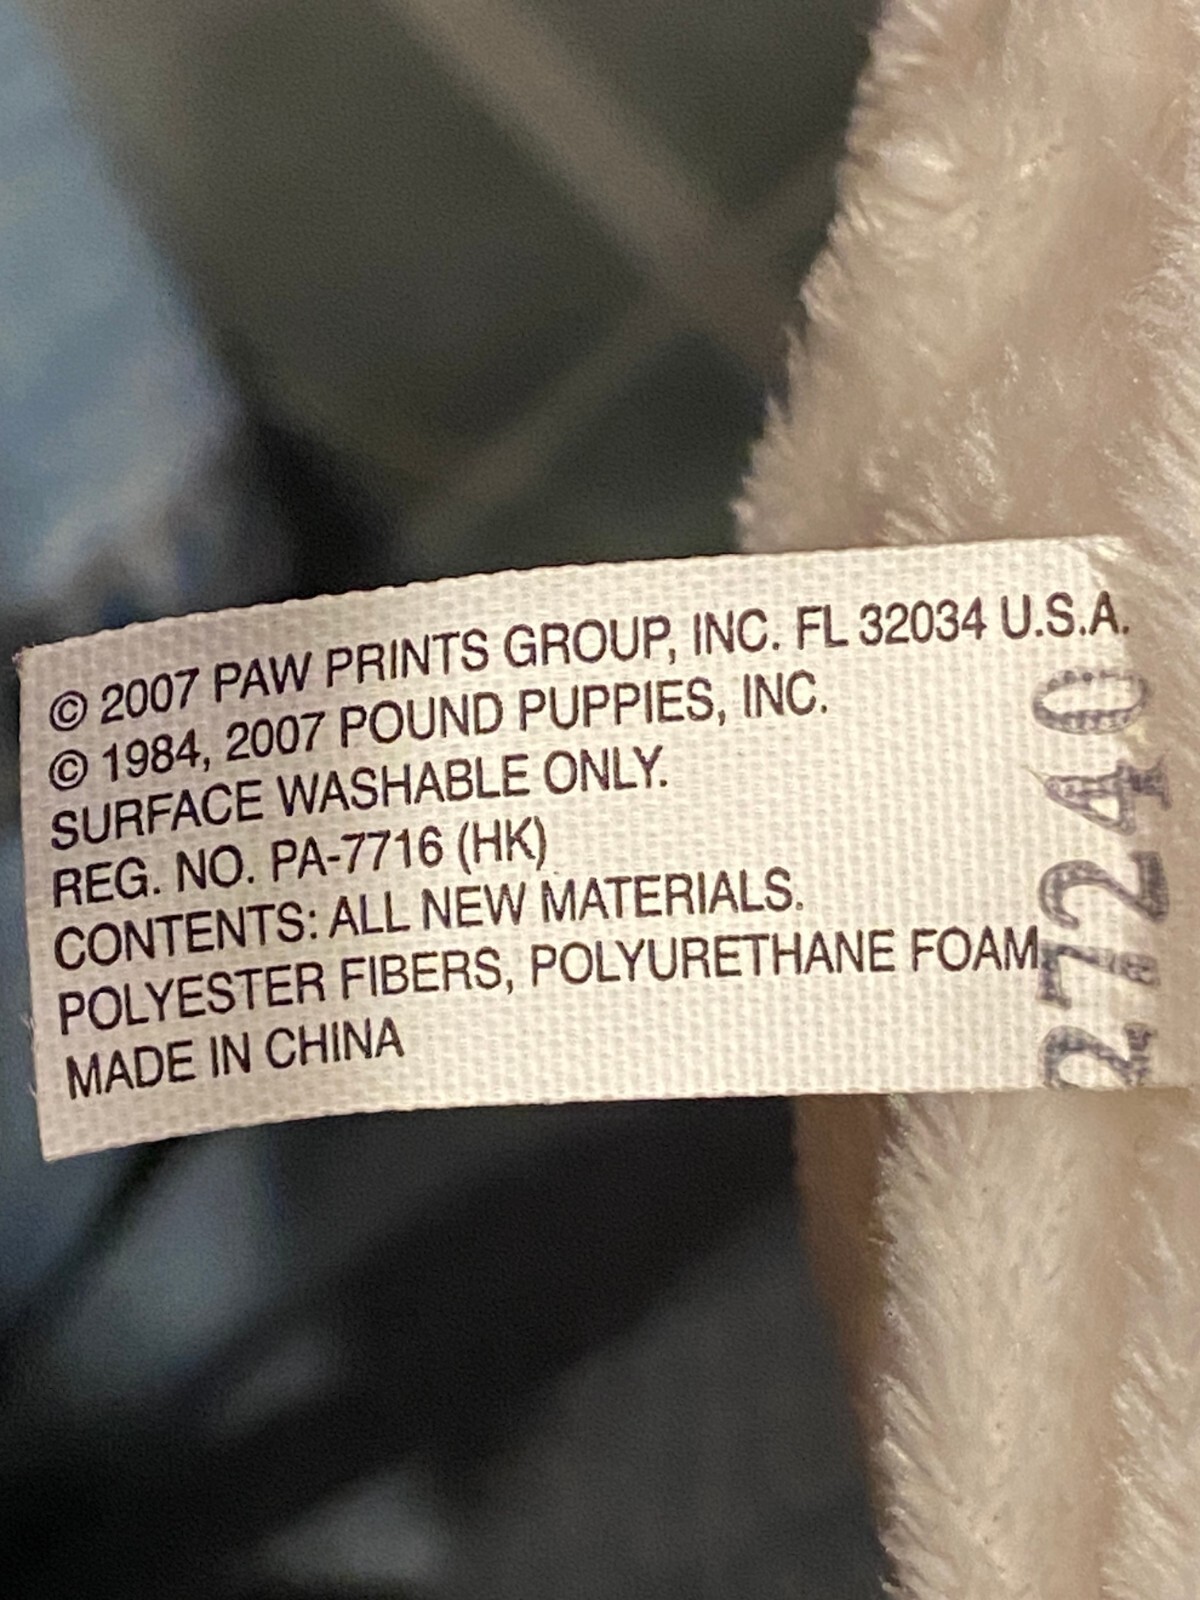 © 2007 PAW PRINTS GROUP, INC. FL 32034 U.S.A.
© 1984, 2007 POUND PUPPIES, INC.
SURFACE WASHABLE ONLY.
REG. NO. PA-7716 (HK)
CONTENTS: ALL NEW MATERIALS.
POLYESTER FIBERS, POLYURETHANE FOAM
MADE IN CHINA
27240